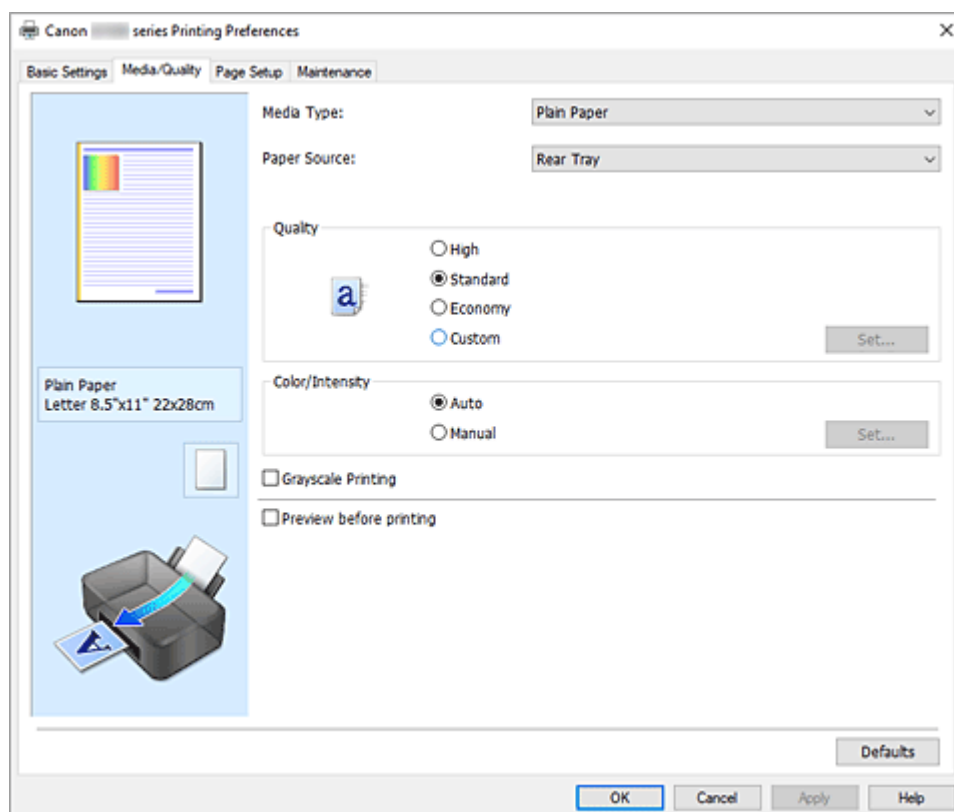 Canon series Printing Preferences
Basic Settings Media/Quality Page Setup Maintenance
Media Type: Plain Paper
Paper Source: Rear Tray
Quality
High
Standard
Economy
Custom
Set...
a
Plain Paper
Letter 8.5"x11" 22x28cm
Color/Intensity
Auto
Manual
Set...
Grayscale Printing
Preview before printing
A
Defaults
OK Cancel Apply Help